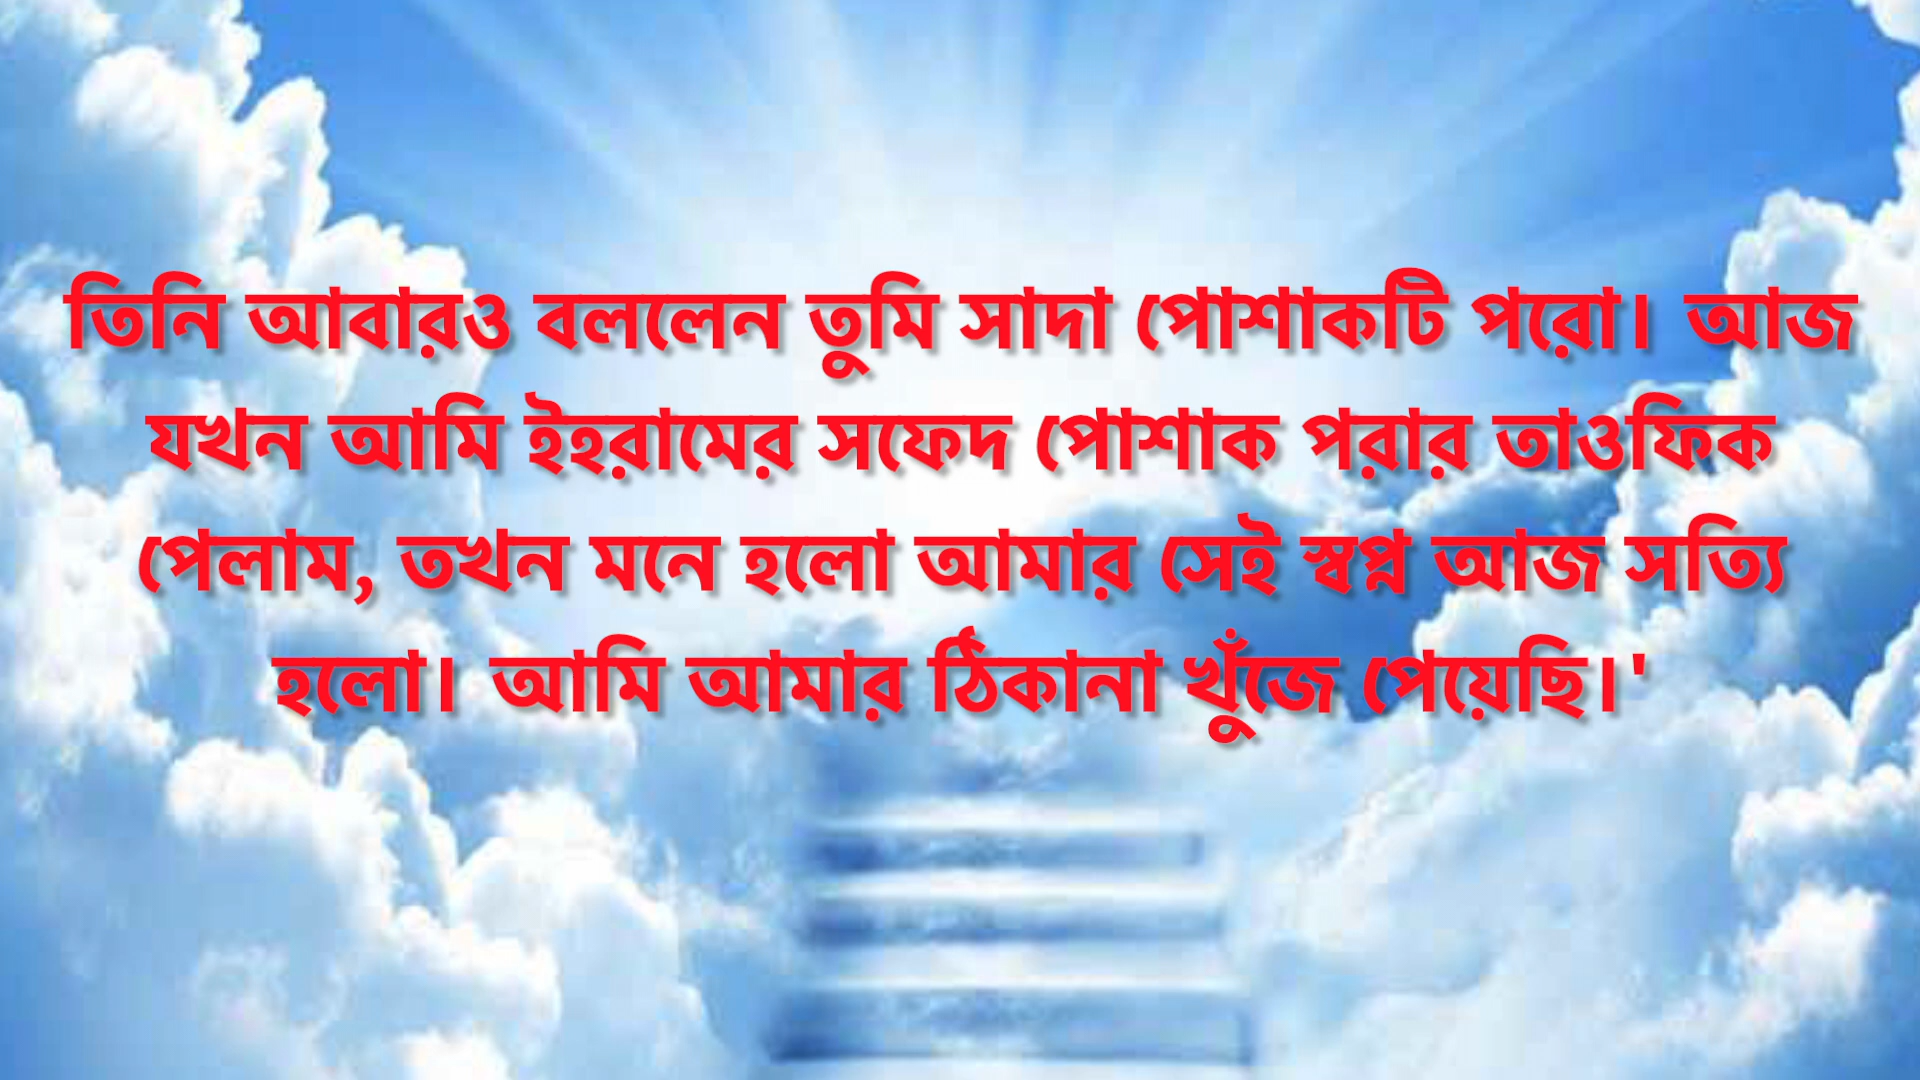 তিনি আবারও বললেন তুমি সাদা পোশাকটি পরো। আজ
যখন আমি ইহরামের সফেদ পোশাক পরার তাওফিক
পেলাম, তখন মনে হলো আমার সেই স্বপ্ন আজ সত্যি
হলো। আমি আমার ঠিকানা খুঁজে পেয়েছি।'